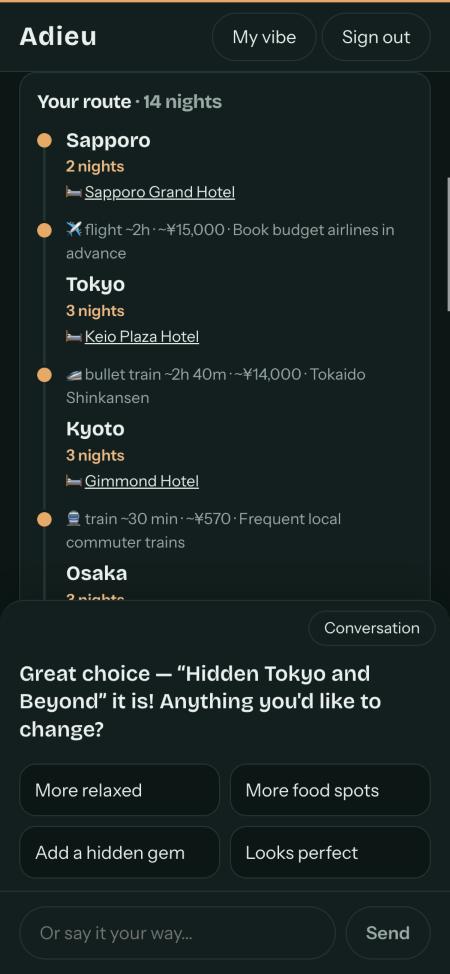 Adieu
My vibe
Sign out
Your route · 14 nights
Sapporo
2 nights
Sapporo Grand Hotel
flight ~2h · ~¥15,000 · Book budget airlines in
advance
Tokyo
3 nights
Keio Plaza Hotel
bullet train ~2h 40m · ~¥14,000 · Tokaido
Shinkansen
Kyoto
3 nights
Gimmond Hotel
train ~30 min · ~¥570 · Frequent local
commuter trains
Osaka
3 nights
Conversation
Great choice — “Hidden Tokyo and
Beyond” it is! Anything you'd like to
change?
More relaxed
More food spots
Add a hidden gem
Looks perfect
Or say it your way...
Send